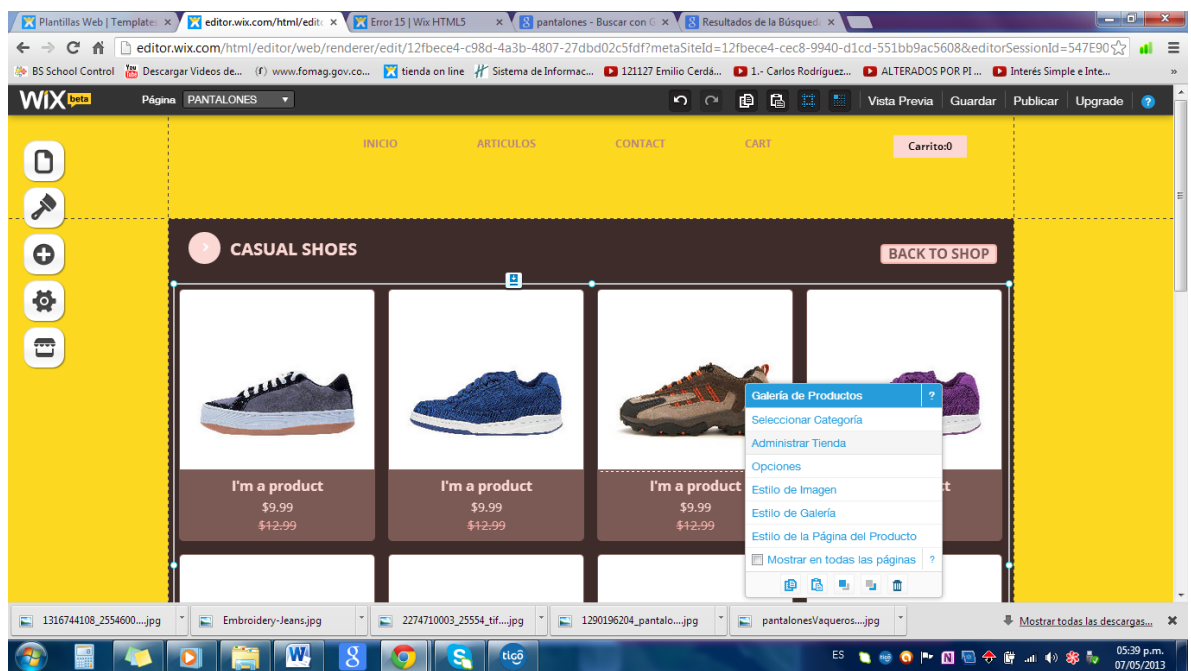 Plantillas Web | Templates
editor.wix.com/html/edito
Error 15 | Wix HTML5
pantalones - Buscar con G
Resultados de la Búsqued
editor.wix.com/html/editor/web/renderer/edit/12fbece4-c98d-4a3b-4807-27dbd02c5fdf?metaSiteId=12fbece4-cec8-9940-d1cd-551bb9ac5608&editorSessionId=547E90
BS School Control
Descargar Videos de...
www.fomag.gov.co...
tienda on line
Sistema de Informac...
121127 Emilio Cerdá...
1.- Carlos Rodríguez...
ALTERADOS POR PI ...
Interés Simple e Inte...
»
WiX beta
Página
PANTALONES
Vista Previa
Guardar
Publicar
Upgrade
?
INICIO
ARTICULOS
CONTACT
CART
Carrito:0
CASUAL SHOES
BACK TO SHOP
Galería de Productos
?
Seleccionar Categoría
Administrar Tienda
Opciones
Estilo de Imagen
Estilo de Galería
Estilo de la Página del Producto
Mostrar en todas las páginas
?
I'm a product
$9.99
$12.99
I'm a product
$9.99
$12.99
I'm a product
$9.99
$12.99
1316744108_2554600....jpg
Embroidery-Jeans.jpg
2274710003_25554_tif....jpg
1290196204_pantalo....jpg
pantalonesVaqueros....jpg
Mostrar todas las descargas...
tigo
ES
05:39 p.m.
07/05/2013